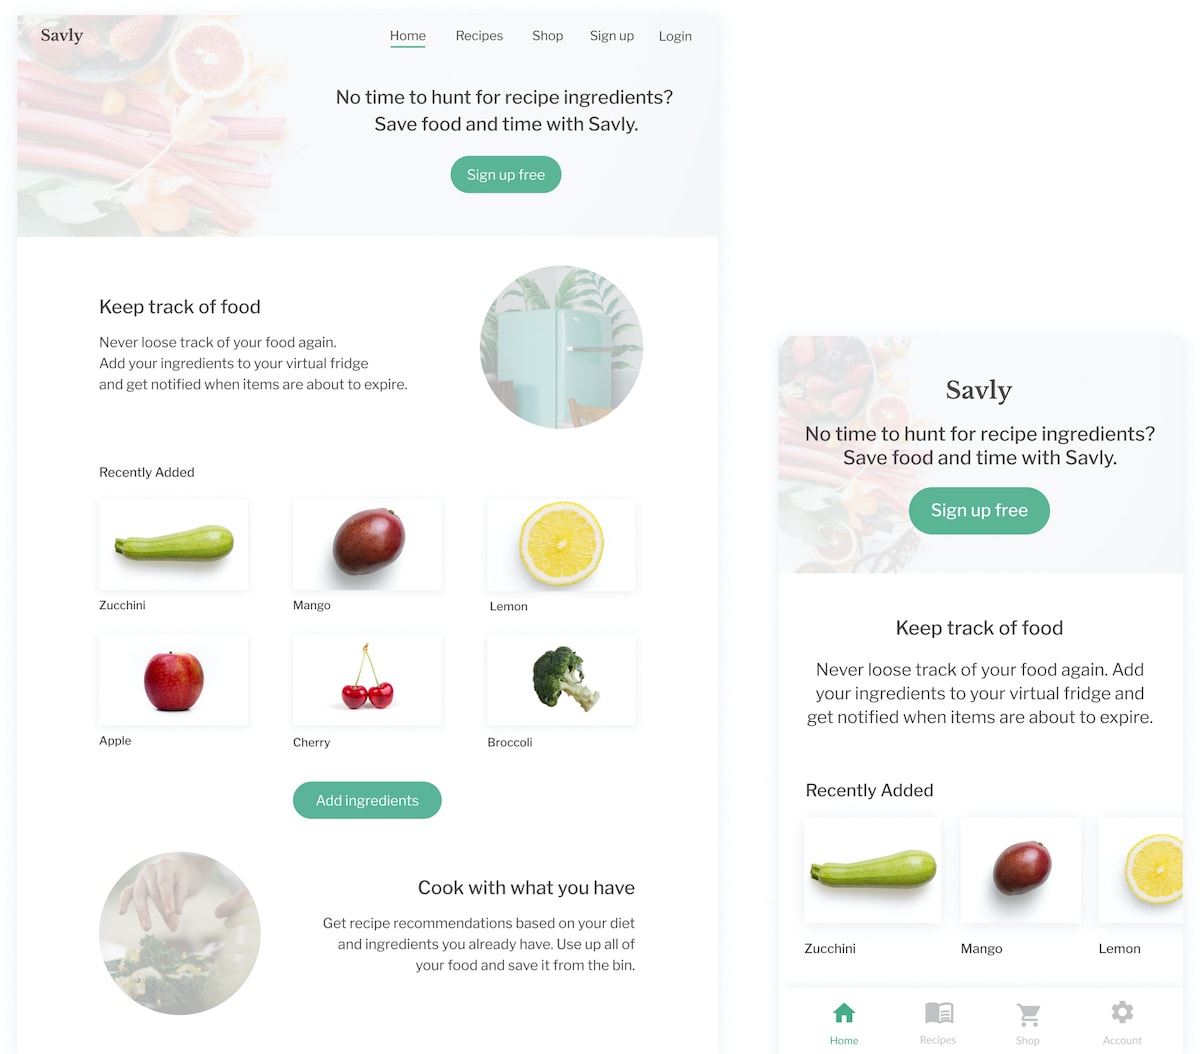 Savly
Home Recipes Shop Sign up Login
No time to hunt for recipe ingredients?
Save food and time with Savly.
Sign up free
Keep track of food
Never loose track of your food again.
Add your ingredients to your virtual fridge
and get notified when items are about to expire.
Recently Added
Zucchini Mango Lemon
Apple Cherry Broccoli
Add ingredients
Cook with what you have
Get recipe recommendations based on your diet
and ingredients you already have. Use up all of
your food and save it from the bin.
Savly
No time to hunt for recipe ingredients?
Save food and time with Savly.
Sign up free
Keep track of food
Never loose track of your food again. Add
your ingredients to your virtual fridge and
get notified when items are about to expire.
Recently Added
Zucchini Mango Lemon
Home Recipes Shop Account